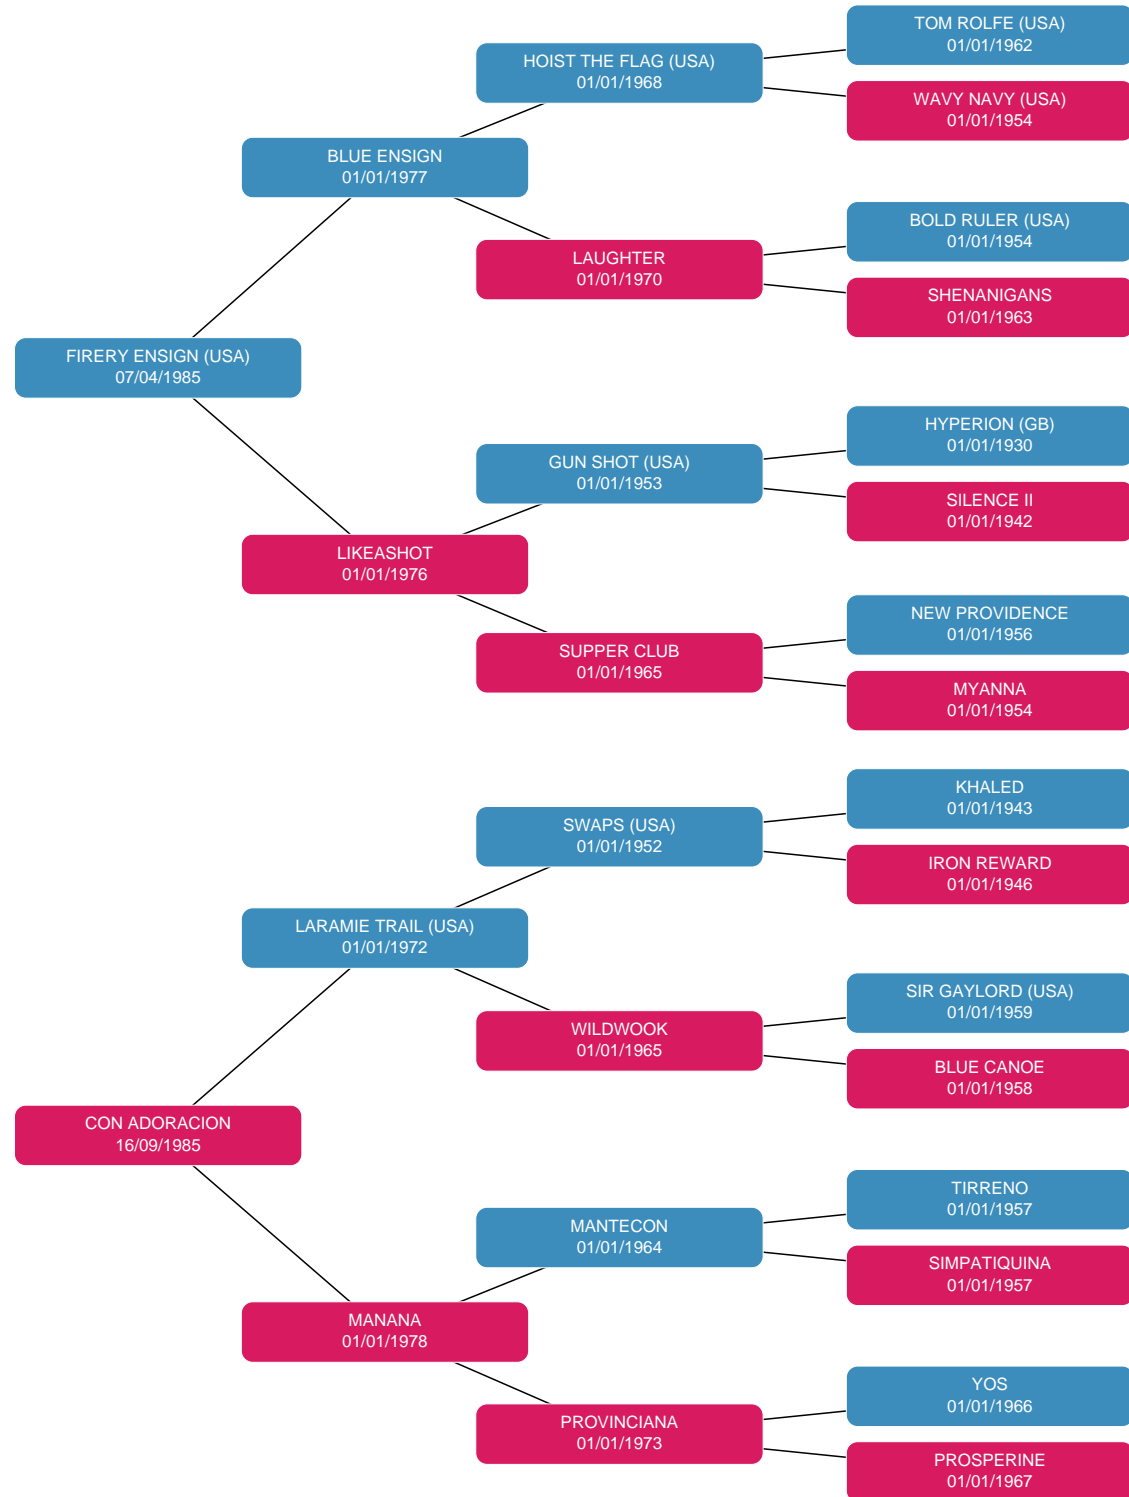 TOM ROLFE (USA)
01/01/1962
HOIST THE FLAG (USA)
01/01/1968
WAVY NAVY (USA)
01/01/1954
BLUE ENSIGN
01/01/1977
BOLD RULER (USA)
01/01/1954
LAUGHTER
01/01/1970
SHENANIGANS
01/01/1963
FIRERY ENSIGN (USA)
07/04/1985
HYPERION (GB)
01/01/1930
GUN SHOT (USA)
01/01/1953
SILENCE II
01/01/1942
LIKEASHOT
01/01/1976
NEW PROVIDENCE
01/01/1956
SUPPER CLUB
01/01/1965
MYANNA
01/01/1954
KHALED
01/01/1943
SWAPS (USA)
01/01/1952
IRON REWARD
01/01/1946
LARAMIE TRAIL (USA)
01/01/1972
SIR GAYLORD (USA)
01/01/1959
WILDWOOK
01/01/1965
BLUE CANOE
01/01/1958
CON ADORACION
16/09/1985
TIRRENO
01/01/1957
MANTECON
01/01/1964
SIMPATIQUINA
01/01/1957
MANANA
01/01/1978
YOS
01/01/1966
PROVINCIANA
01/01/1973
PROSPERINE
01/01/1967